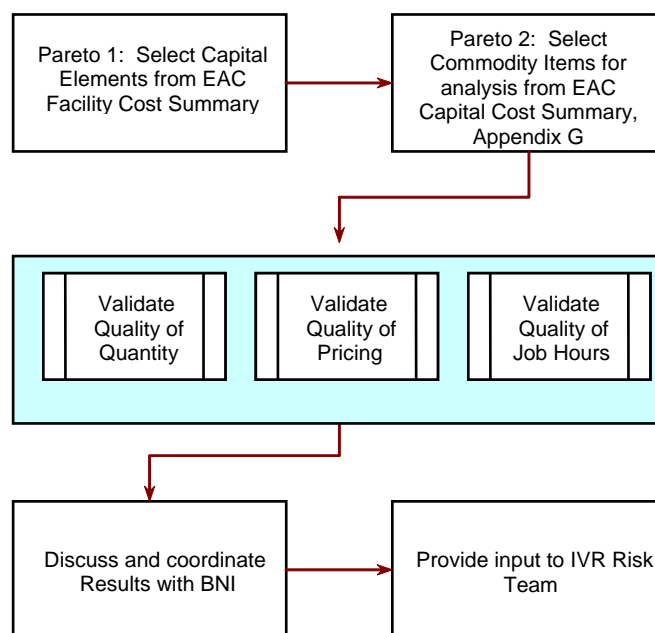 Pareto 1:  Select Capital
Elements from EAC
Facility Cost Summary
Pareto 2:  Select
Commodity Items for
analysis from EAC
Capital Cost Summary,
Appendix G
Validate
Quality of
Quantity
Validate
Quality of
Pricing
Validate
Quality of
Job Hours
Discuss and coordinate
Results with BNI
Provide input to IVR Risk
Team